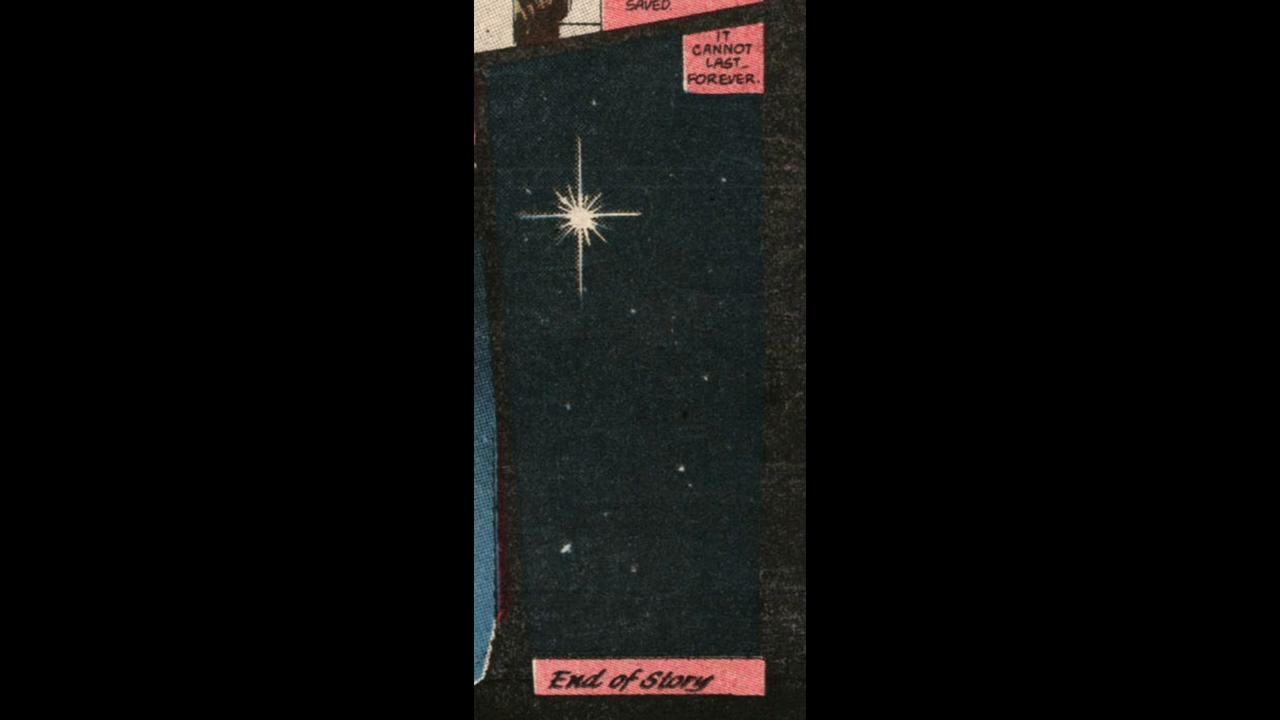 SAVED.
IT
CANNOT
LAST
FOREVER.
End of Story